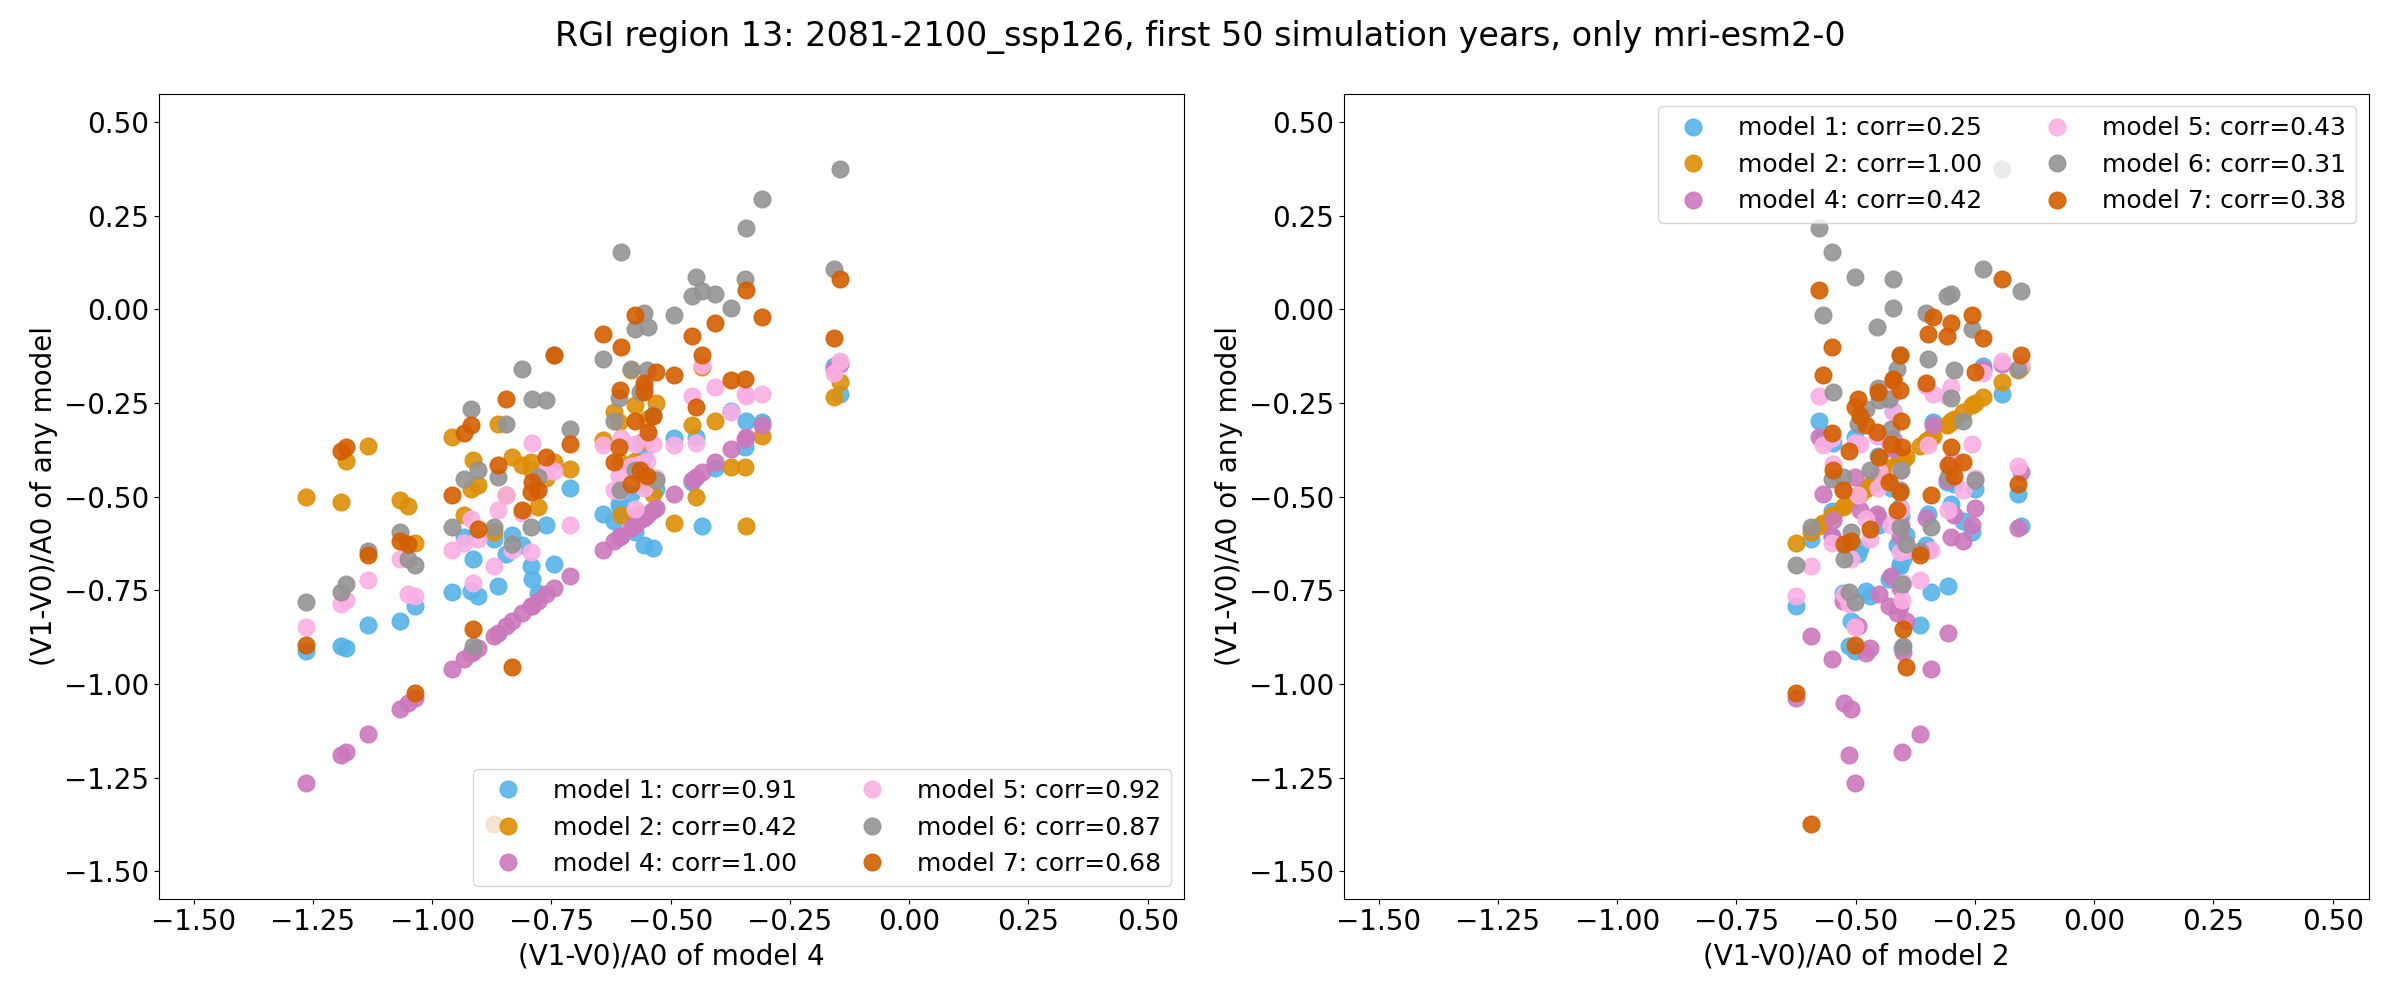 RGI region 13: 2081-2100_ssp126, first 50 simulation years, only mri-esm2-0
(V1-V0)/A0 of any model
0.50
0.25
0.00
−0.25
−0.50
−0.75
−1.00
−1.25
−1.50
model 1: corr=0.91
model 2: corr=0.42
model 4: corr=1.00
model 5: corr=0.92
model 6: corr=0.87
model 7: corr=0.68
−1.50 −1.25 −1.00 −0.75 −0.50 −0.25 0.00 0.25 0.50
(V1-V0)/A0 of model 4
(V1-V0)/A0 of any model
0.50
0.25
0.00
−0.25
−0.50
−0.75
−1.00
−1.25
−1.50
model 1: corr=0.25
model 2: corr=1.00
model 4: corr=0.42
model 5: corr=0.43
model 6: corr=0.31
model 7: corr=0.38
−1.50 −1.25 −1.00 −0.75 −0.50 −0.25 0.00 0.25 0.50
(V1-V0)/A0 of model 2